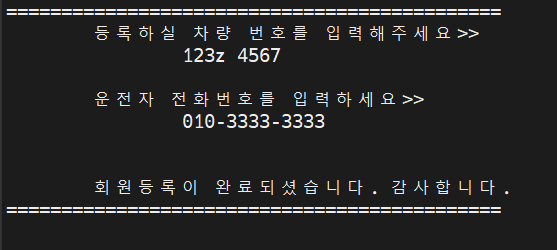 =============================================
등록하실 차량 번호를 입력해주세요>>
123z 4567
운전자 전화번호를 입력하세요>>
010-3333-3333
회원등록이 완료되셨습니다. 감사합니다.
=============================================